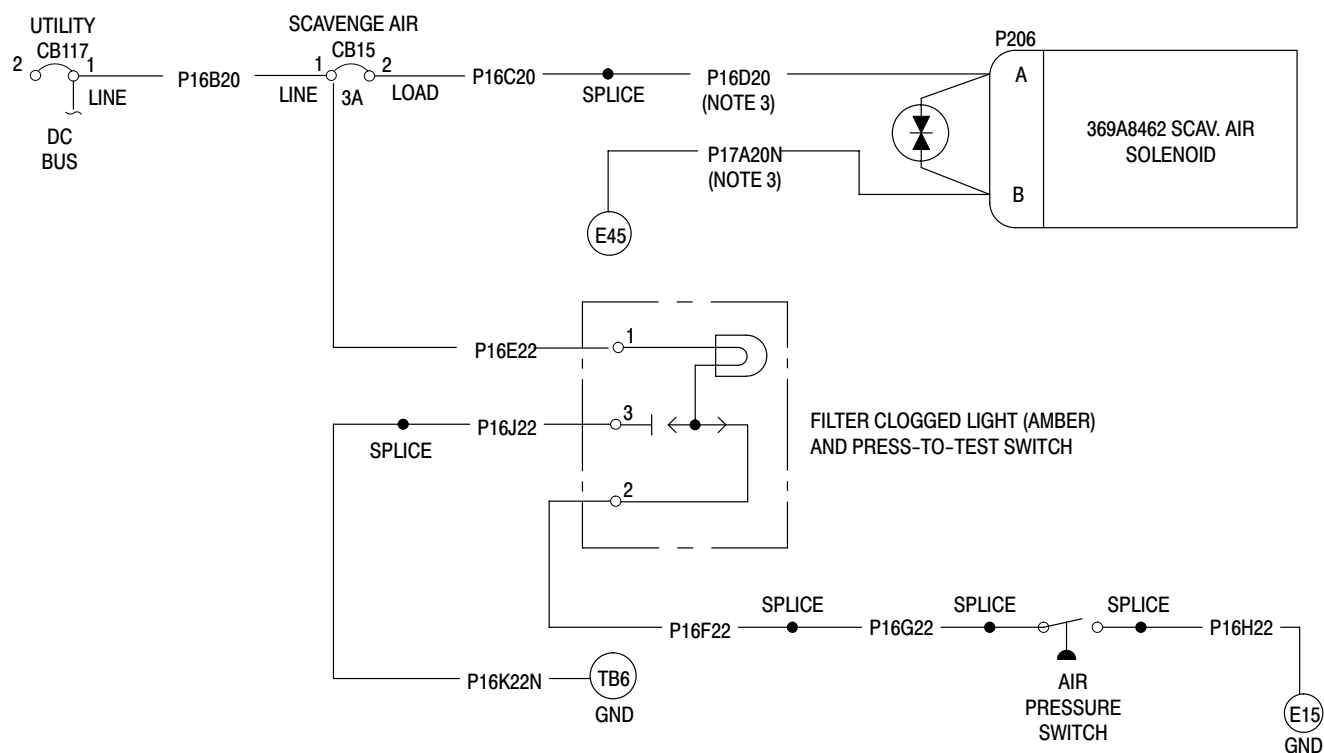 UTILITY
CB117
2
1
LINE
DC
BUS
P16B20
SCAVENGE AIR
CB15
1
2
LINE
3A
LOAD
P16C20
SPLICE
P16D20
(NOTE 3)
P17A20N
(NOTE 3)
E45
P206
A
B
369A8462 SCAV. AIR
SOLENOID
P16E22
1
P16J22
SPLICE
3
2
FILTER CLOGGED LIGHT (AMBER)
AND PRESS-TO-TEST SWITCH
P16F22
SPLICE
P16G22
SPLICE
SPLICE
P16H22
AIR
PRESSURE
SWITCH
P16K22N
TB6
GND
E15
GND